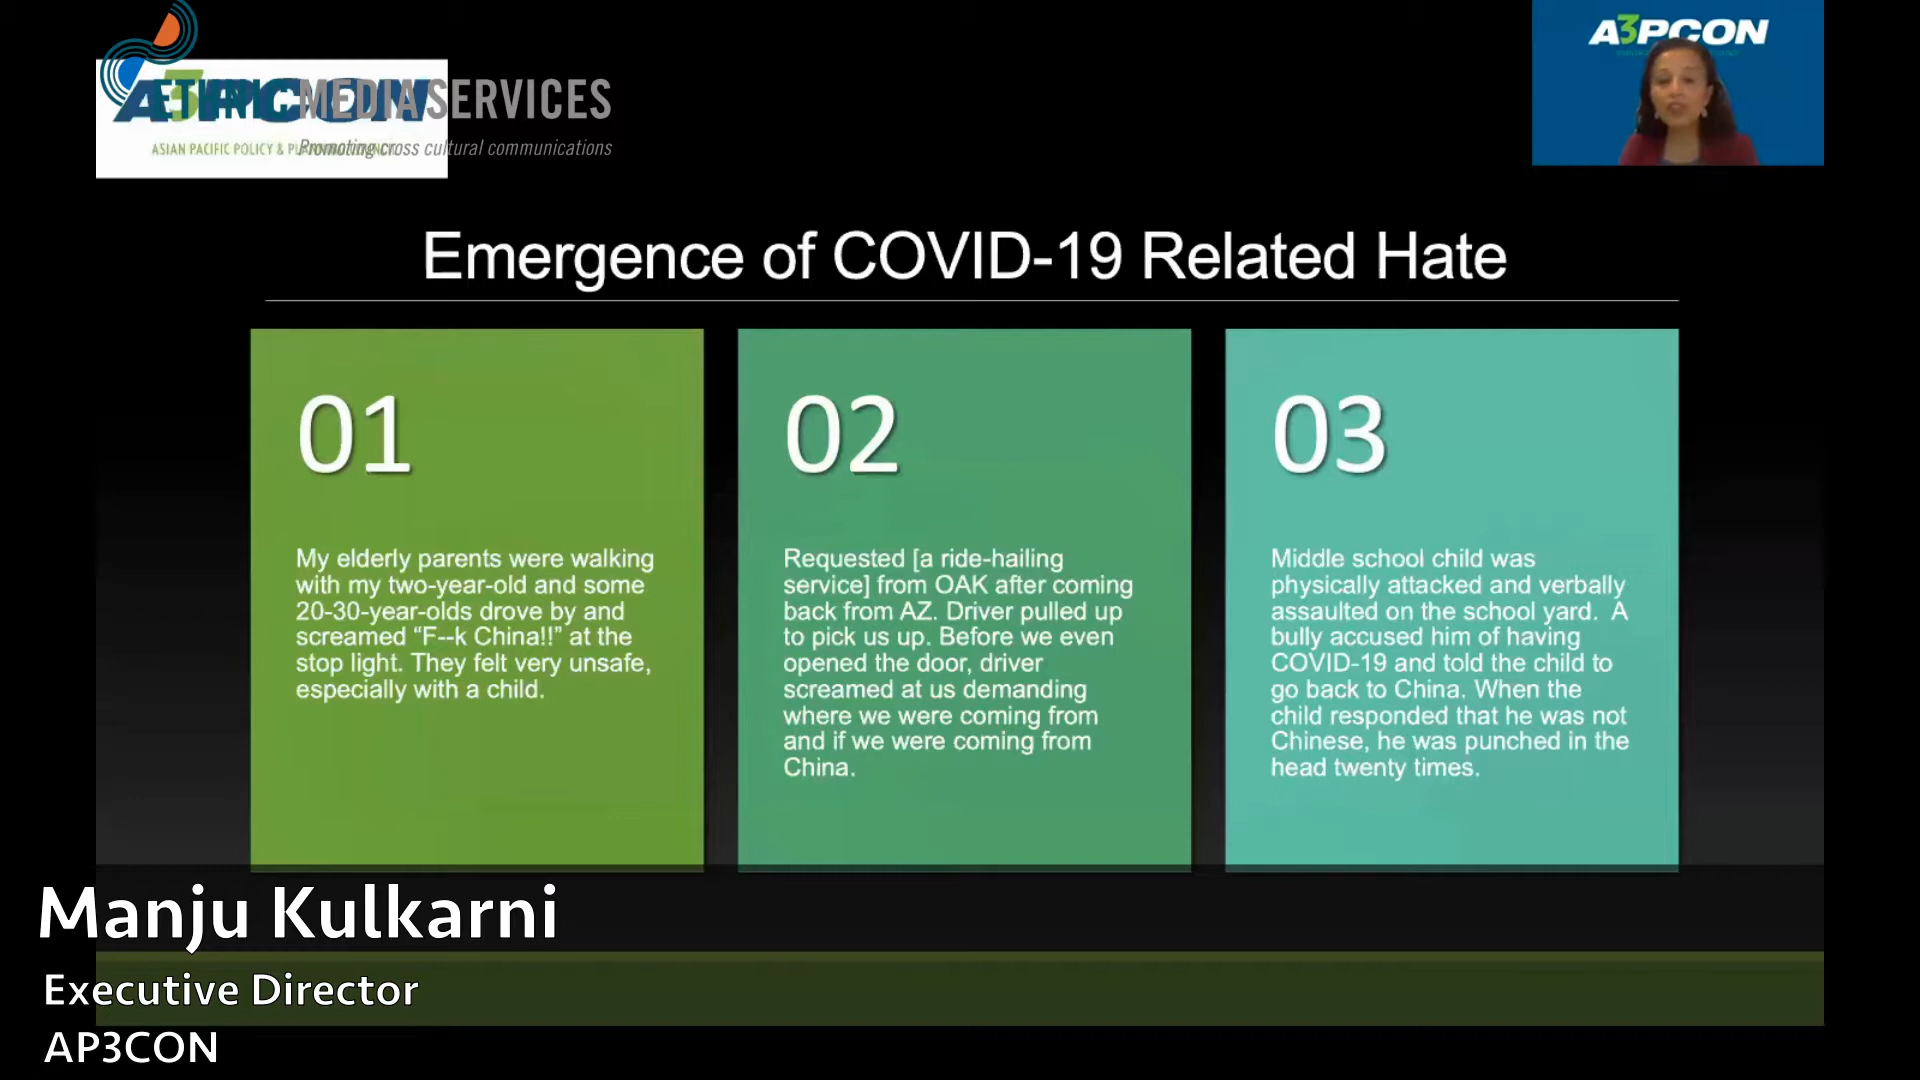 A3PCON
ETHNIC MEDIA SERVICES
A3PCON
ASIAN PACIFIC POLICY &
Promoting cross cultural communications
Emergence of COVID-19 Related Hate
01
My elderly parents were walking
with my two-year-old and some
20-30-year-olds drove by and
screamed “F--k China!!” at the
stop light. They felt very unsafe,
especially with a child.
02
Requested [a ride-hailing
service] from OAK after coming
back from AZ. Driver pulled up
to pick us up. Before we even
opened the door, driver
screamed at us demanding
where we were coming from
and if we were coming from
China.
03
Middle school child was
physically attacked and verbally
assaulted on the school yard.  A
bully accused him of having
COVID-19 and told the child to
go back to China. When the
child responded that he was not
Chinese, he was punched in the
head twenty times.
Manju Kulkarni
Executive Director
AP3CON